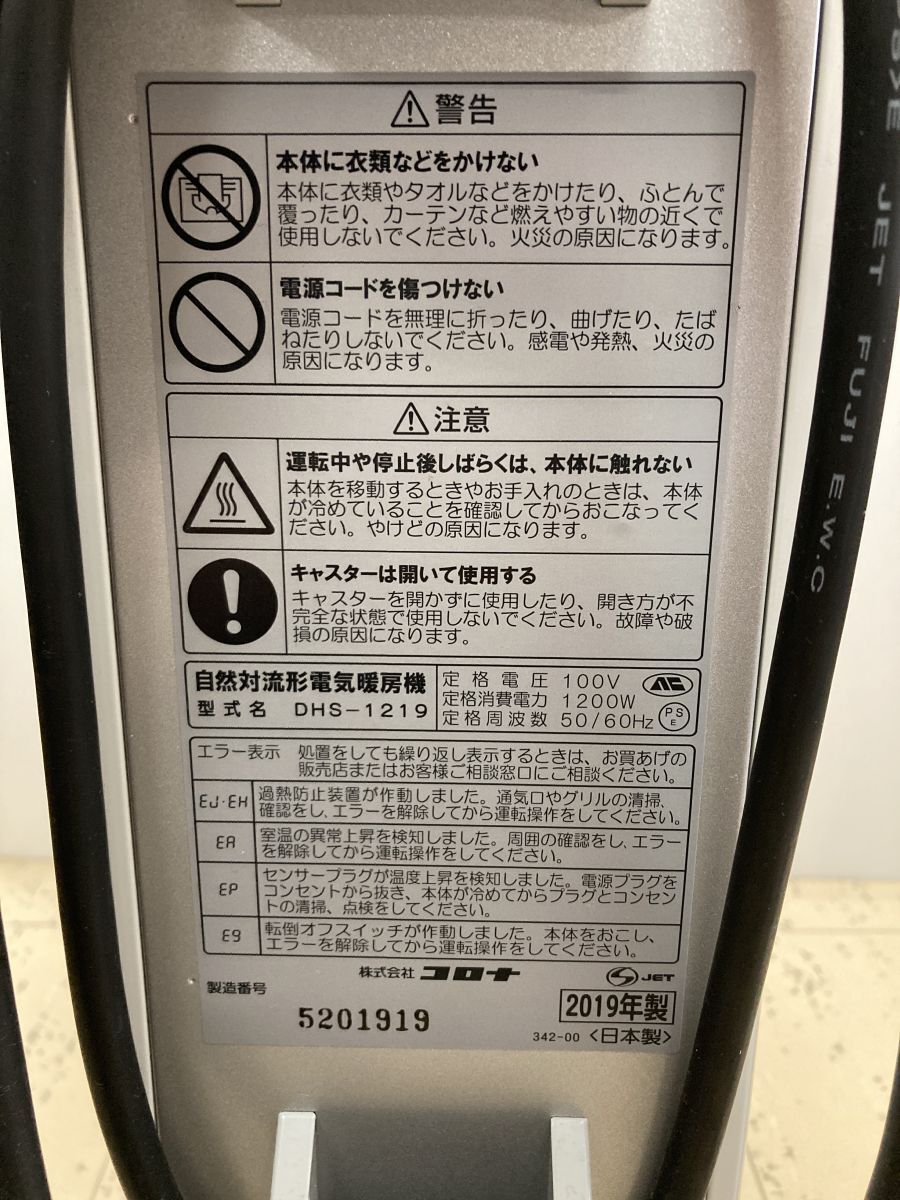 警告
本体に衣類などをかけない
本体に衣類やタオルなどをかけたり、ふとんで
覆ったり、カーテンなど燃えやすい物の近くで
使用しないでください。火災の原因になります。
電源コードを傷つけない
電源コードを無理に折ったり、曲げたり、たば
ねたりしないでください。感電や発熱、火災の
原因になります。
注意
運転中や停止後しばらくは、本体に触れない
本体を移動するときやお手入れのときは、本体
が冷めていることを確認してからおこなってく
ださい。やけどの原因になります。
キャスターは開いて使用する
キャスターを開かずに使用したり、開き方が不
完全な状態で使用しないでください。故障や破
損の原因になります。
自然対流形電気暖房機
型式名 DHS-1219
定格電圧 100V
定格消費電力 1200W
定格周波数 50/60Hz
PS
E
エラー表示 処置をしても繰り返し表示するときは、お買あげの
販売店またはお客様ご相談窓口にご相談ください。
EJ・EH 過熱防止装置が作動しました。通気口やグリルの清掃、
確認をし、エラーを解除してから運転操作をしてください。
EA 室温の異常上昇を検知しました。周囲の確認をし、エラー
を解除してから運転操作をしてください。
EP センサープラグが温度上昇を検知しました。電源プラグを
コンセントから抜き、本体が冷めてからプラグとコンセン
トの清掃、点検をしてください。
E9 転倒オフスイッチが作動しました。本体をおこし、
エラーを解除してから運転操作をしてください。
株式会社 コロナ
JET
製造番号
5201919
2019年製
342-00 <日本製>
JET FUJI E.W.C